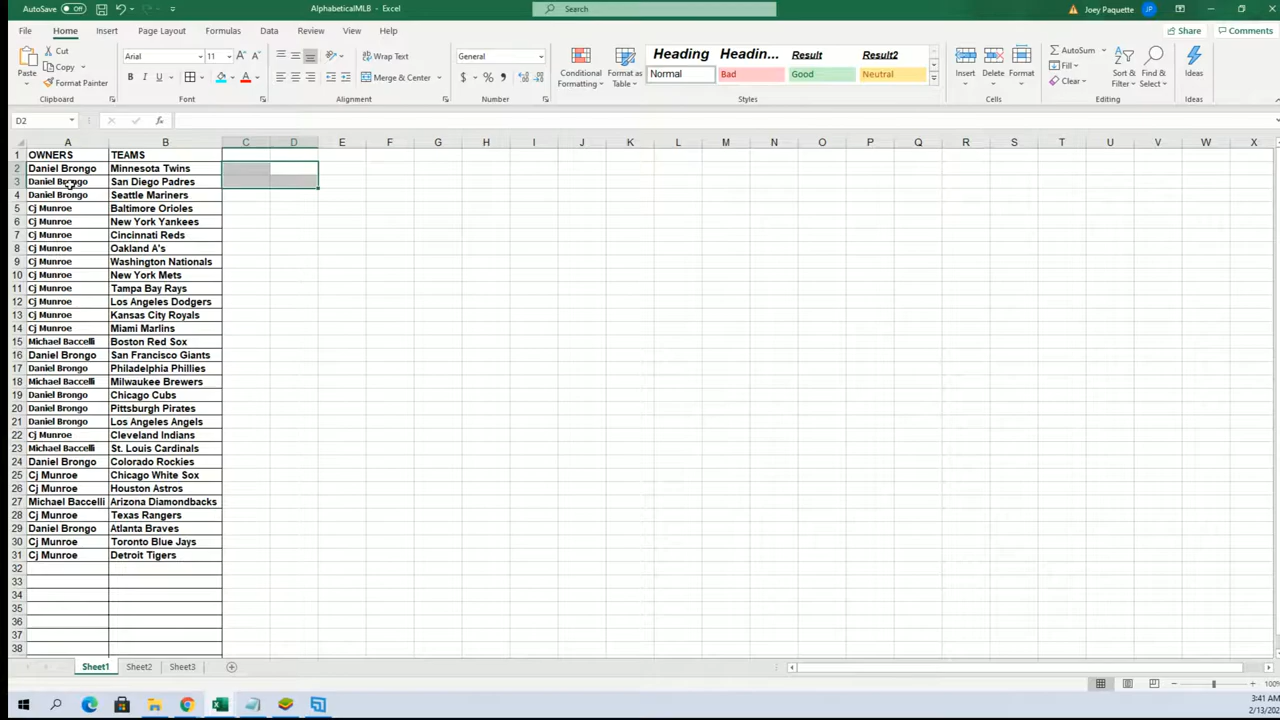 AutoSave Off AlphabeticalMLB - Excel Search Joey Paquette JP
File Home Insert Page Layout Formulas Data Review View Help Share Comments
Paste Cut Copy Format Painter Clipboard
Arial 11 B I U A Font
Wrap Text Merge & Center Alignment
General $ % Number
Conditional Formatting Format as Table
Heading Headin... Result Result2
Normal Bad Good Neutral Styles
Insert Delete Format Cells
AutoSum Fill Clear Sort & Filter Find & Select Editing
Ideas Ideas
D2 fx
A B C D E F G H I J K L M N O P Q R S T U V W X
1 OWNERS TEAMS
2 Daniel Brongo Minnesota Twins
3 Daniel Brongo San Diego Padres
4 Daniel Brongo Seattle Mariners
5 Cj Munroe Baltimore Orioles
6 Cj Munroe New York Yankees
7 Cj Munroe Cincinnati Reds
8 Cj Munroe Oakland A's
9 Cj Munroe Washington Nationals
10 Cj Munroe New York Mets
11 Cj Munroe Tampa Bay Rays
12 Cj Munroe Los Angeles Dodgers
13 Cj Munroe Kansas City Royals
14 Cj Munroe Miami Marlins
15 Michael Baccelli Boston Red Sox
16 Daniel Brongo San Francisco Giants
17 Daniel Brongo Philadelphia Phillies
18 Michael Baccelli Milwaukee Brewers
19 Daniel Brongo Chicago Cubs
20 Daniel Brongo Pittsburgh Pirates
21 Daniel Brongo Los Angeles Angels
22 Cj Munroe Cleveland Indians
23 Michael Baccelli St. Louis Cardinals
24 Daniel Brongo Colorado Rockies
25 Cj Munroe Chicago White Sox
26 Cj Munroe Houston Astros
27 Michael Baccelli Arizona Diamondbacks
28 Cj Munroe Texas Rangers
29 Daniel Brongo Atlanta Braves
30 Cj Munroe Toronto Blue Jays
31 Cj Munroe Detroit Tigers
32
33
34
35
36
37
38
Sheet1 Sheet2 Sheet3
100%
3:41 AM
2/13/202